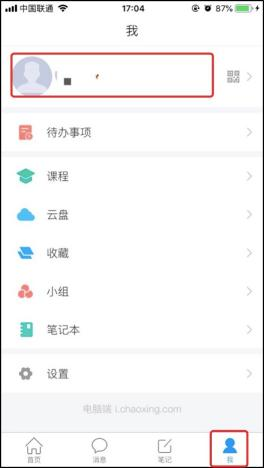 中国联通 17:04 87%
我
待办事项
课程
云盘
收藏
小组
笔记本
设置
电脑端 i.chaoxing.com
首页 消息 笔记 我